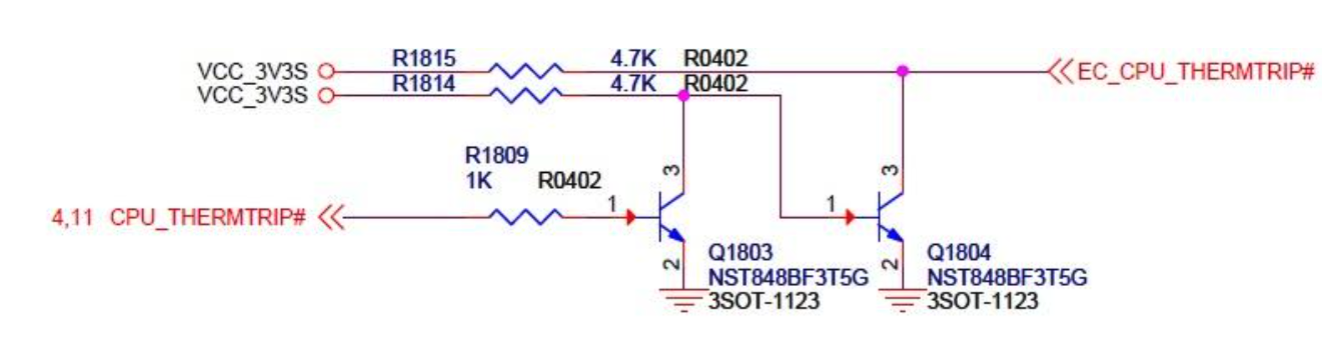 VCC_3V3S R1815 4.7K R0402 EC_CPU_THERMTRIP#
VCC_3V3S R1814 4.7K R0402
R1809
1K R0402
3
3
4,11 CPU_THERMTRIP# 1
1
2
2
Q1803
NST848BF3T5G
3SOT-1123
Q1804
NST848BF3T5G
3SOT-1123